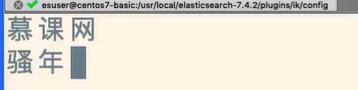 esuser@centos7-basic:/usr/local/elasticsearch-7.4.2/plugins/ik/config
慕课网
骚年